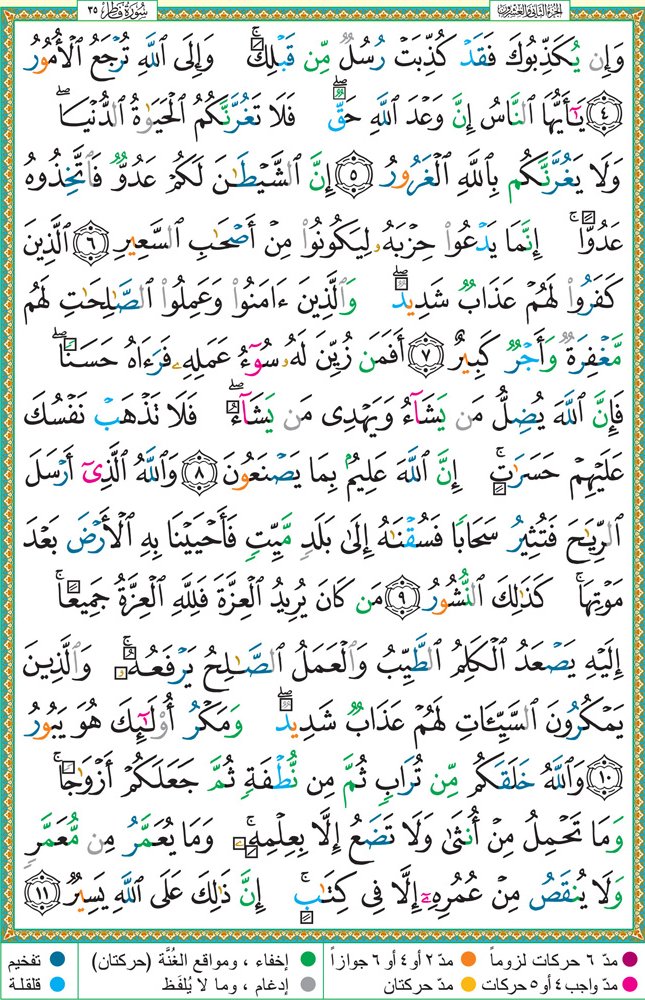 الجزء الثاني والعشرون
سورة فاطر ٣٥
وَإِن يُكَذِّبُوكَ فَقَدْ كُذِّبَتْ رُسُلٌ مِّن قَبْلِكَ ۚ وَإِلَى ٱللَّهِ تُرْجَعُ ٱلْأُمُورُ
٤ يَـٰٓأَيُّهَا ٱلنَّاسُ إِنَّ وَعْدَ ٱللَّهِ حَقٌّ ۖ فَلَا تَغُرَّنَّكُمُ ٱلْحَيَوٰةُ ٱلدُّنْيَا ۖ
وَلَا يَغُرَّنَّكُم بِٱللَّهِ ٱلْغَرُورُ ٥ إِنَّ ٱلشَّيْطَـٰنَ لَكُمْ عَدُوٌّ فَٱتَّخِذُوهُ
عَدُوًّا ۚ إِنَّمَا يَدْعُوا۟ حِزْبَهُۥ لِيَكُونُوا۟ مِنْ أَصْحَـٰبِ ٱلسَّعِيرِ ٦ ٱلَّذِينَ
كَفَرُوا۟ لَهُمْ عَذَابٌ شَدِيدٌ ۖ وَٱلَّذِينَ ءَامَنُوا۟ وَعَمِلُوا۟ ٱلصَّـٰلِحَـٰتِ لَهُم
مَّغْفِرَةٌ وَأَجْرٌ كَبِيرٌ ٧ أَفَمَن زُيِّنَ لَهُۥ سُوٓءُ عَمَلِهِۦ فَرَءَاهُ حَسَنًا ۖ
فَإِنَّ ٱللَّهَ يُضِلُّ مَن يَشَآءُ وَيَهْدِى مَن يَشَآءُ ۖ فَلَا تَذْهَبْ نَفْسُكَ
عَلَيْهِمْ حَسَرَٰتٍ ۚ إِنَّ ٱللَّهَ عَلِيمٌۢ بِمَا يَصْنَعُونَ ٨ وَٱللَّهُ ٱلَّذِىٓ أَرْسَلَ
ٱلرِّيَـٰحَ فَتُثِيرُ سَحَابًا فَسُقْنَـٰهُ إِلَىٰ بَلَدٍ مَّيِّتٍ فَأَحْيَيْنَا بِهِ ٱلْأَرْضَ بَعْدَ
مَوْتِهَا ۚ كَذَٰلِكَ ٱلنُّشُورُ ٩ مَن كَانَ يُرِيدُ ٱلْعِزَّةَ فَلِلَّهِ ٱلْعِزَّةُ جَمِيعًا ۚ
إِلَيْهِ يَصْعَدُ ٱلْكَلِمُ ٱلطَّيِّبُ وَٱلْعَمَلُ ٱلصَّـٰلِحُ يَرْفَعُهُۥ ۚ وَٱلَّذِينَ
يَمْكُرُونَ ٱلسَّيِّـَٔاتِ لَهُمْ عَذَابٌ شَدِيدٌ ۖ وَمَكْرُ أُو۟لَـٰٓئِكَ هُوَ يَبُورُ
١٠ وَٱللَّهُ خَلَقَكُم مِّن تُرَابٍ ثُمَّ مِن نُّطْفَةٍ ثُمَّ جَعَلَكُمْ أَزْوَٰجًا ۚ
وَمَا تَحْمِلُ مِنْ أُنثَىٰ وَلَا تَضَعُ إِلَّا بِعِلْمِهِۦ ۚ وَمَا يُعَمَّرُ مِن مُّعَمَّرٍ
وَلَا يُنقَصُ مِنْ عُمُرِهِۦٓ إِلَّا فِى كِتَـٰبٍ ۚ إِنَّ ذَٰلِكَ عَلَى ٱللَّهِ يَسِيرٌ ١١
مدّ ٦ حركات لزوماً مدّ ٢ أو ٤ أو ٦ جوازاً إخفاء ، ومواقع الغُنَّة (حركتان) تفخيم
مدّ واجب ٤ أو ٥ حركات مدّ حركتان إدغام ، وما لا يُلفَظ قلقلة